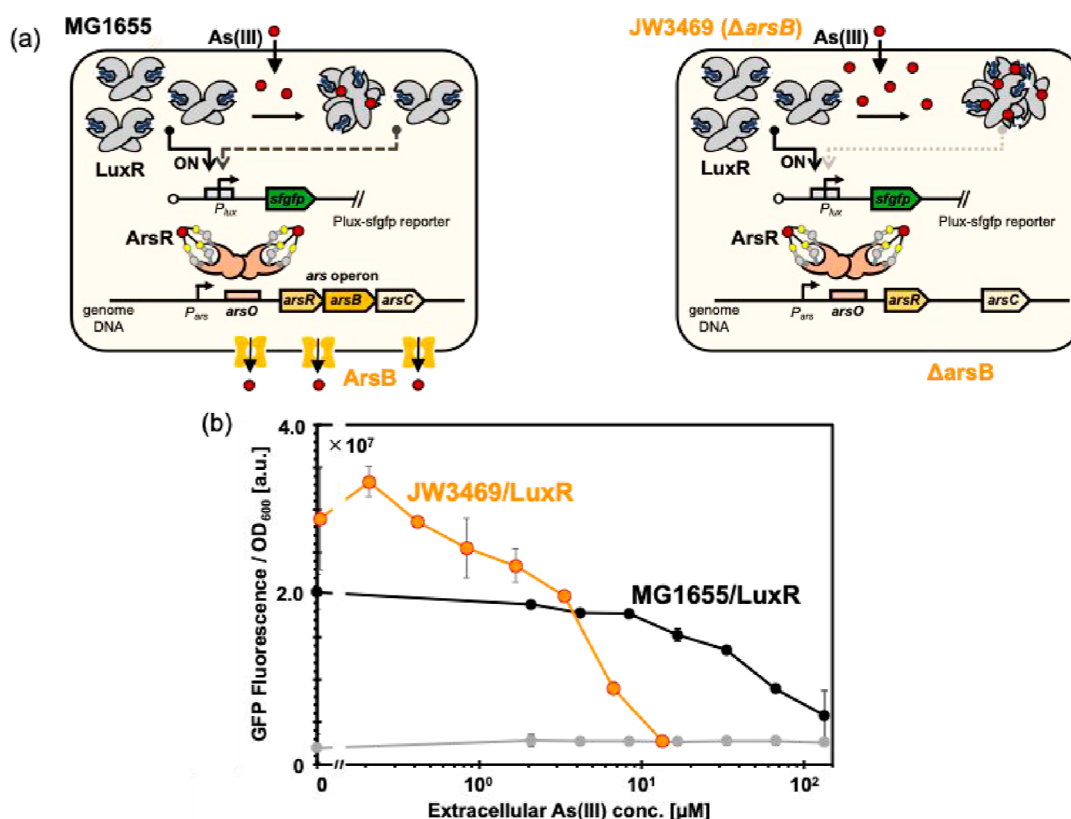 (a)
MG1655
As(III)
LuxR
ON
Plux
sfgfp
Plux-sfgfp reporter
ArsR
ars operon
genome
DNA
Pars
arsO
arsR
arsB
arsC
ArsB
JW3469 (ΔarsB)
As(III)
LuxR
ON
Plux
sfgfp
Plux-sfgfp reporter
ArsR
genome
DNA
Pars
arsO
arsR
arsC
ΔarsB
(b)
GFP Fluorescence / OD600 [a.u.]
4.0
2.0
0
× 10⁷
JW3469/LuxR
MG1655/LuxR
0
//
10⁰
10¹
10²
Extracellular As(III) conc. [µM]